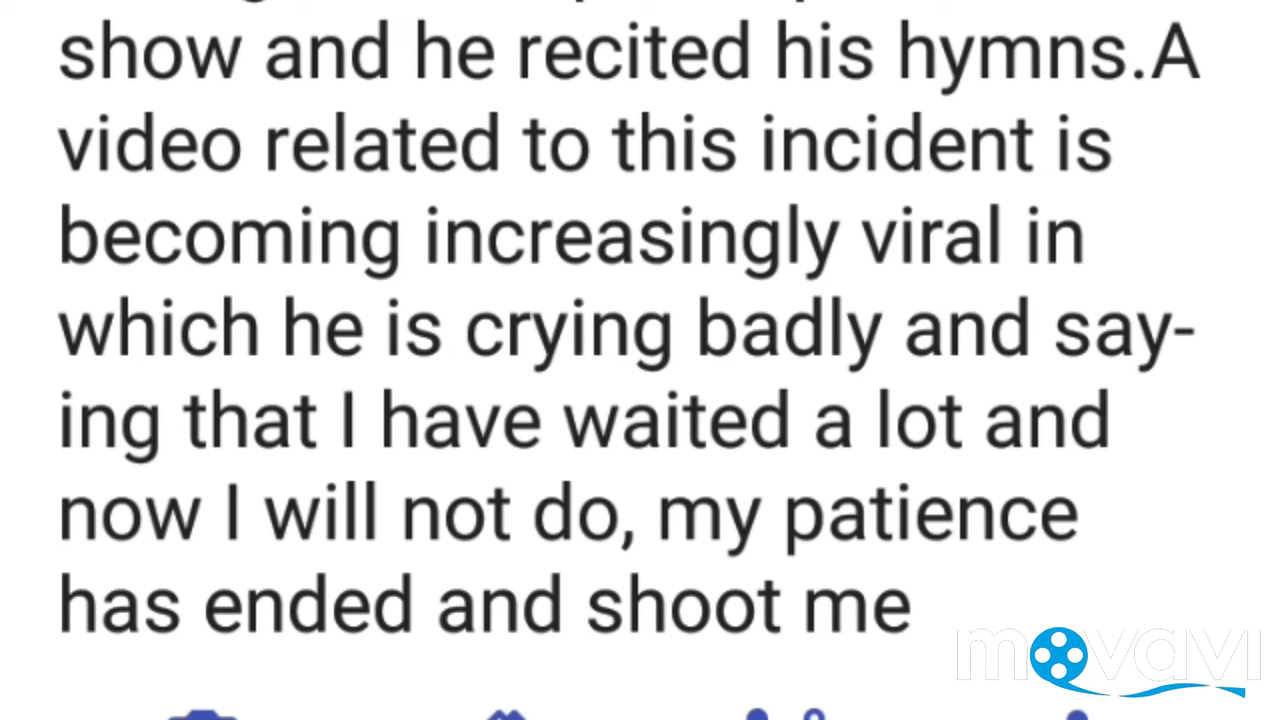 show and he recited his hymns.A
video related to this incident is
becoming increasingly viral in
which he is crying badly and say-
ing that I have waited a lot and
now I will not do, my patience
has ended and shoot me
movavi